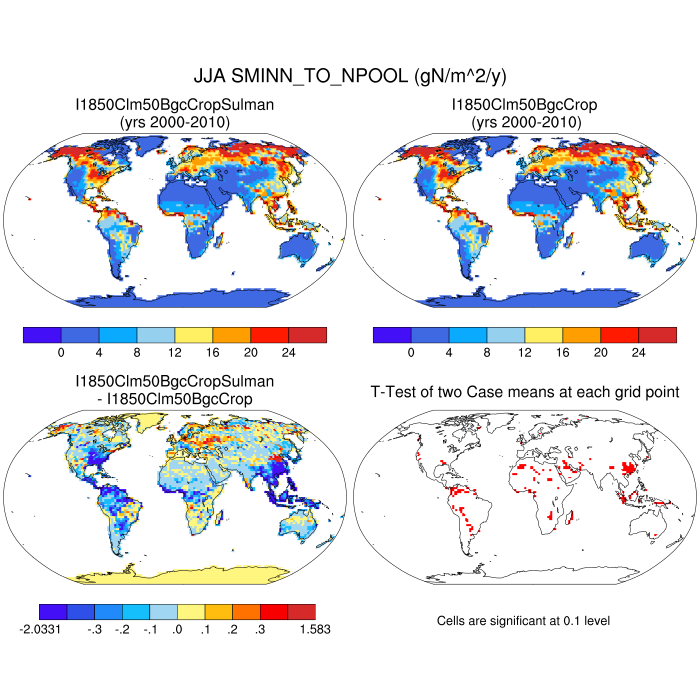 JJA SMINN_TO_NPOOL (gN/m^2/y)
I1850Clm50BgcCropSulman
(yrs 2000-2010)
I1850Clm50BgcCrop
(yrs 2000-2010)
0 4 8 12 16 20 24
0 4 8 12 16 20 24
I1850Clm50BgcCropSulman
- I1850Clm50BgcCrop
T-Test of two Case means at each grid point
-2.0331 -.3 -.2 -.1 .0 .1 .2 .3 1.583
Cells are significant at 0.1 level